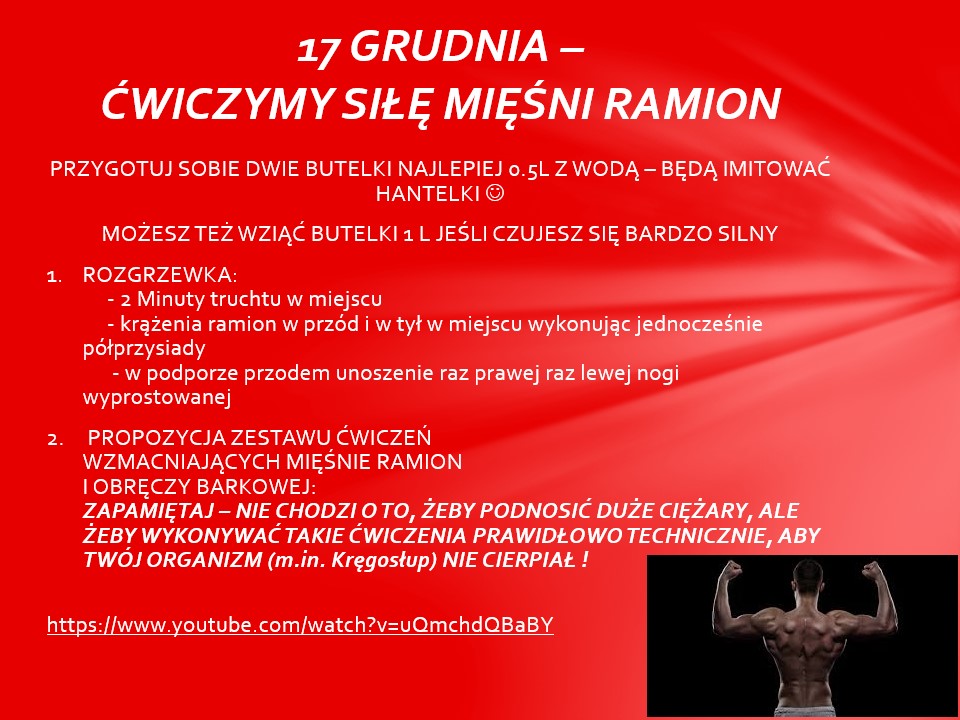 17 GRUDNIA –
ĆWICZYMY SIŁĘ MIĘŚNI RAMION
PRZYGOTUJ SOBIE DWIE BUTELKI NAJLEPIEJ 0.5L Z WODĄ – BĘDĄ IMITOWAĆ
HANTELKI ☺
MOŻESZ TEŻ WZIĄĆ BUTELKI 1 L JEŚLI CZUJESZ SIĘ BARDZO SILNY
1. ROZGRZEWKA:
- 2 Minuty truchtu w miejscu
- krążenia ramion w przód i w tył w miejscu wykonując jednocześnie
półprzysiady
- w podporze przodem unoszenie raz prawej raz lewej nogi
wyprostowanej
2. PROPOZYCJA ZESTAWU ĆWICZEŃ
WZMACNIAJĄCYCH MIĘŚNIE RAMION
I OBRĘCZY BARKOWEJ:
ZAPAMIĘTAJ – NIE CHODZI O TO, ŻEBY PODNOSIĆ DUŻE CIĘŻARY, ALE
ŻEBY WYKONYWAĆ TAKIE ĆWICZENIA PRAWIDŁOWO TECHNICZNIE, ABY
TWÓJ ORGANIZM (m.in. Kręgosłup) NIE CIERPIAŁ !
https://www.youtube.com/watch?v=uQmchdQBaBY